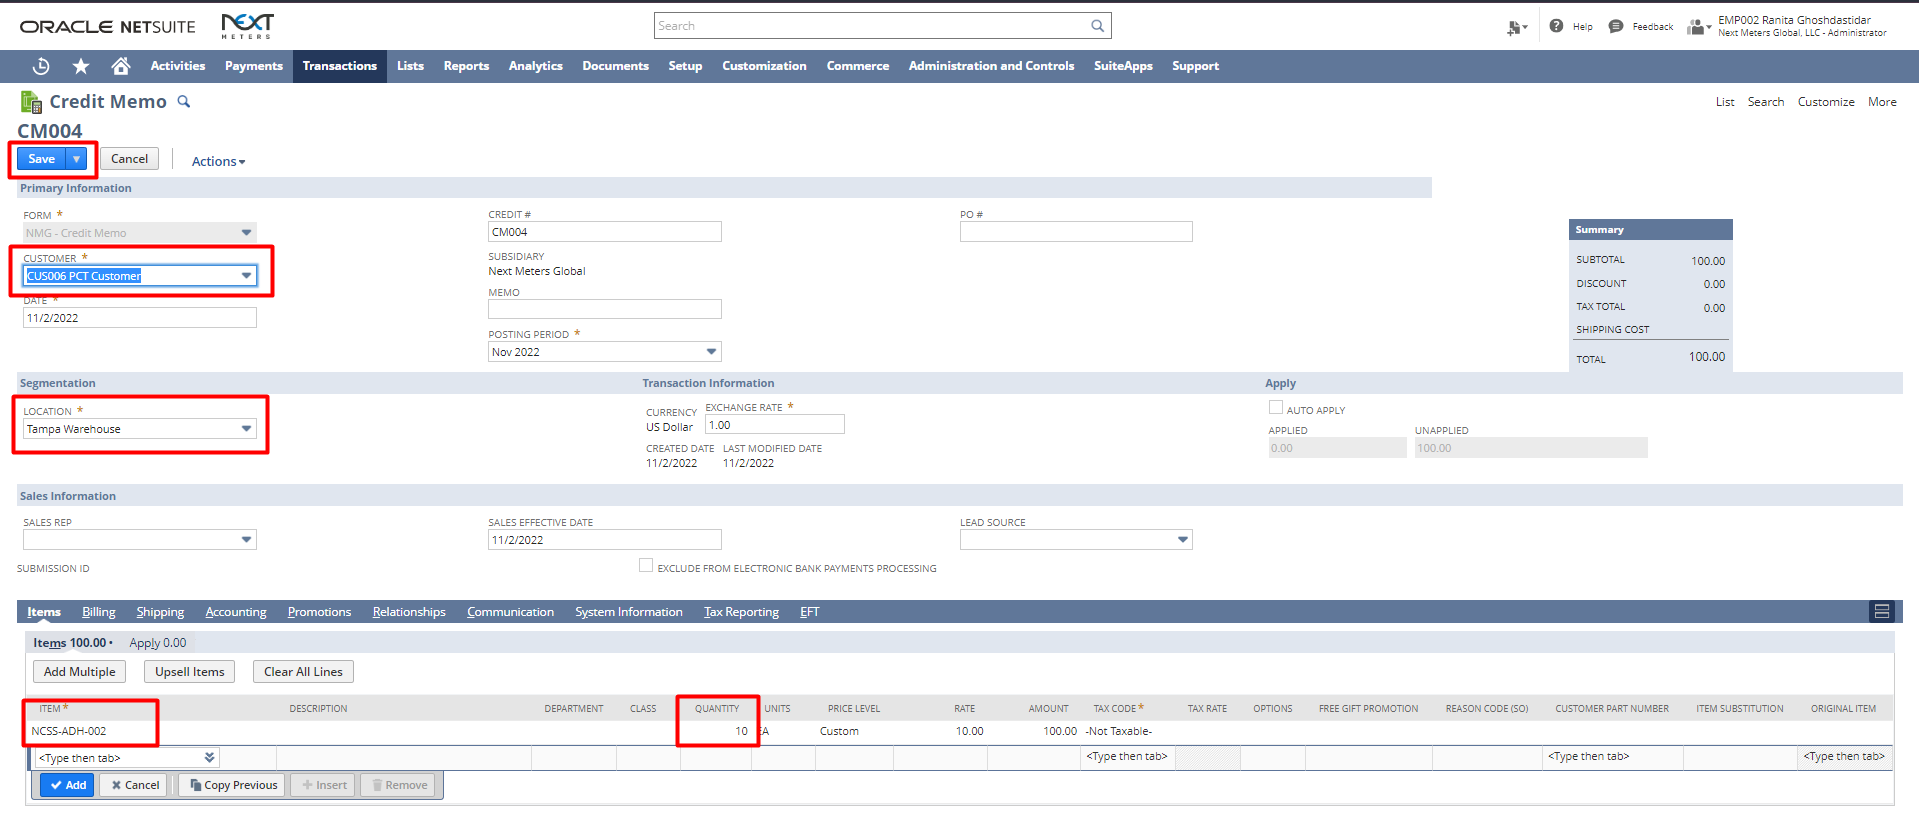 ORACLE NETSUITE NEXT METERS Search Help Feedback EMP002 Ranita Ghoshdastidar
Next Meters Global, LLC - Administrator
Activities Payments Transactions Lists Reports Analytics Documents Setup Customization Commerce Administration and Controls SuiteApps Support
Credit Memo List Search Customize More
CM004
Save Cancel Actions
Primary Information
FORM * CREDIT # PO #
NMG - Credit Memo CM004 Summary
CUSTOMER * SUBSIDIARY SUBTOTAL 100.00
CUS006 PCT Customer Next Meters Global DISCOUNT 0.00
DATE * MEMO TAX TOTAL 0.00
11/2/2022 SHIPPING COST
POSTING PERIOD *
Nov 2022 TOTAL 100.00
Segmentation Transaction Information Apply
LOCATION * CURRENCY EXCHANGE RATE * AUTO APPLY
Tampa Warehouse US Dollar 1.00 APPLIED UNAPPLIED
CREATED DATE LAST MODIFIED DATE 0.00 100.00
11/2/2022 11/2/2022
Sales Information
SALES REP SALES EFFECTIVE DATE LEAD SOURCE
11/2/2022
SUBMISSION ID EXCLUDE FROM ELECTRONIC BANK PAYMENTS PROCESSING
Items Billing Shipping Accounting Promotions Relationships Communication System Information Tax Reporting EFT
Items 100.00 • Apply 0.00
Add Multiple Upsell Items Clear All Lines
ITEM * DESCRIPTION DEPARTMENT CLASS QUANTITY UNITS PRICE LEVEL RATE AMOUNT TAX CODE * TAX RATE OPTIONS FREE GIFT PROMOTION REASON CODE (SO) CUSTOMER PART NUMBER ITEM SUBSTITUTION ORIGINAL ITEM
NCSS-ADH-002 10 EA Custom 10.00 100.00 -Not Taxable-
<Type then tab> <Type then tab> <Type then tab> <Type then tab>
Add Cancel Copy Previous Insert Remove